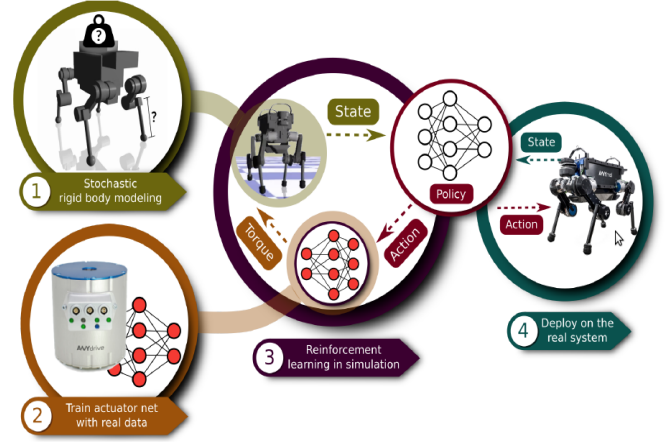 ?
?
1
Stochastic
rigid body modeling
State
Policy
Action
Torque
State
Action
ANYdrive
2
Train actuator net
with real data
3
Reinforcement
learning in simulation
4
Deploy on the
real system